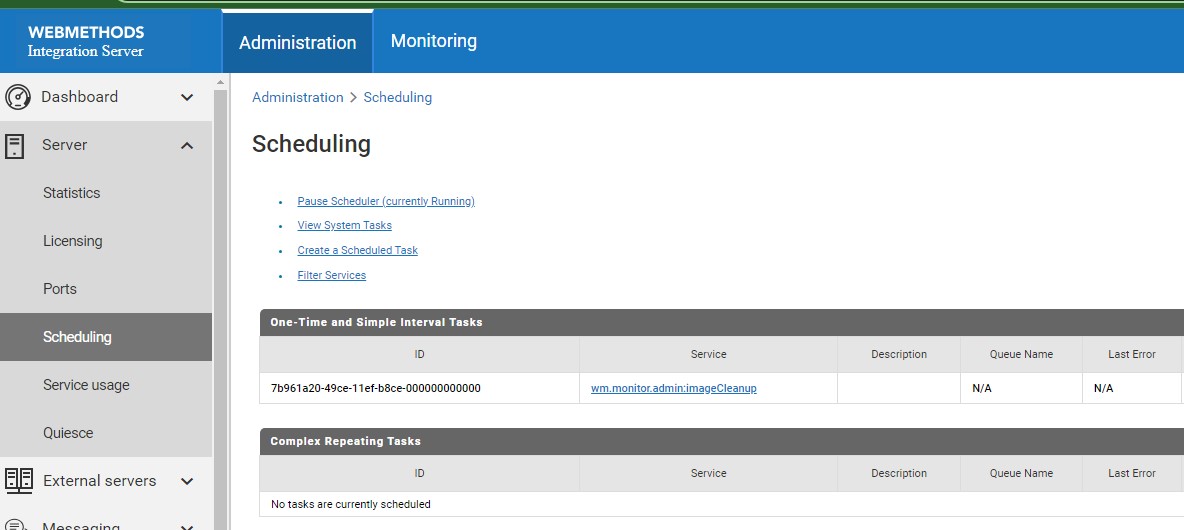 WEBMETHODS
Integration Server
Administration
Monitoring
Dashboard
Server
Statistics
Licensing
Ports
Scheduling
Service usage
Quiesce
External servers
Messaging
Administration > Scheduling
Scheduling
Pause Scheduler (currently Running)
View System Tasks
Create a Scheduled Task
Filter Services
One-Time and Simple Interval Tasks
ID Service Description Queue Name Last Error
7b961a20-49ce-11ef-b8ce-000000000000 wm.monitor.admin:imageCleanup N/A N/A
Complex Repeating Tasks
ID Service Description Queue Name Last Error
No tasks are currently scheduled